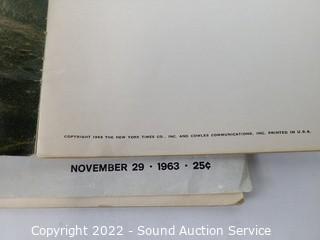 COPYRIGHT 1968 THE NEW YORK TIMES CO., INC. AND COWLES COMMUNICATIONS, INC. PRINTED IN U.S.A.
NOVEMBER 29 · 1963 · 25¢
Copyright 2022 - Sound Auction Service